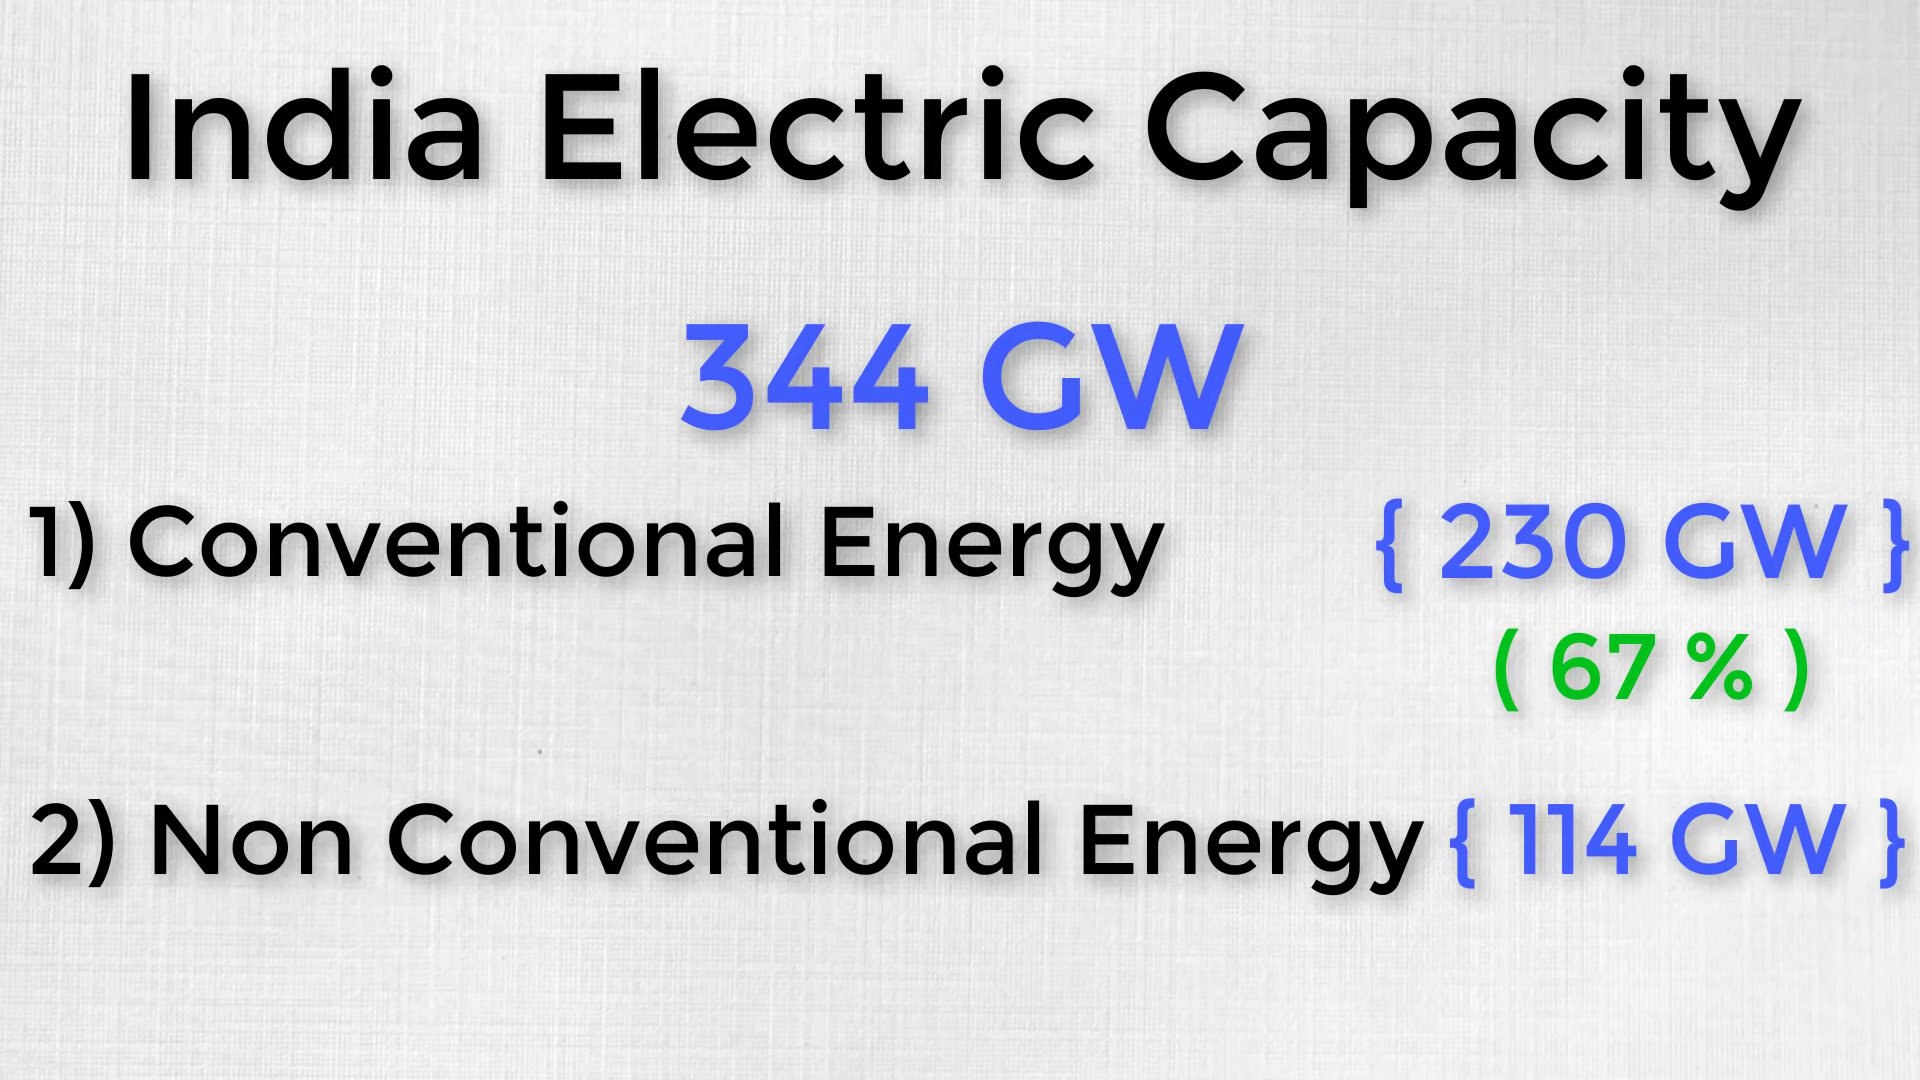 India Electric Capacity
344 GW
1) Conventional Energy { 230 GW }
( 67 % )
2) Non Conventional Energy { 114 GW }